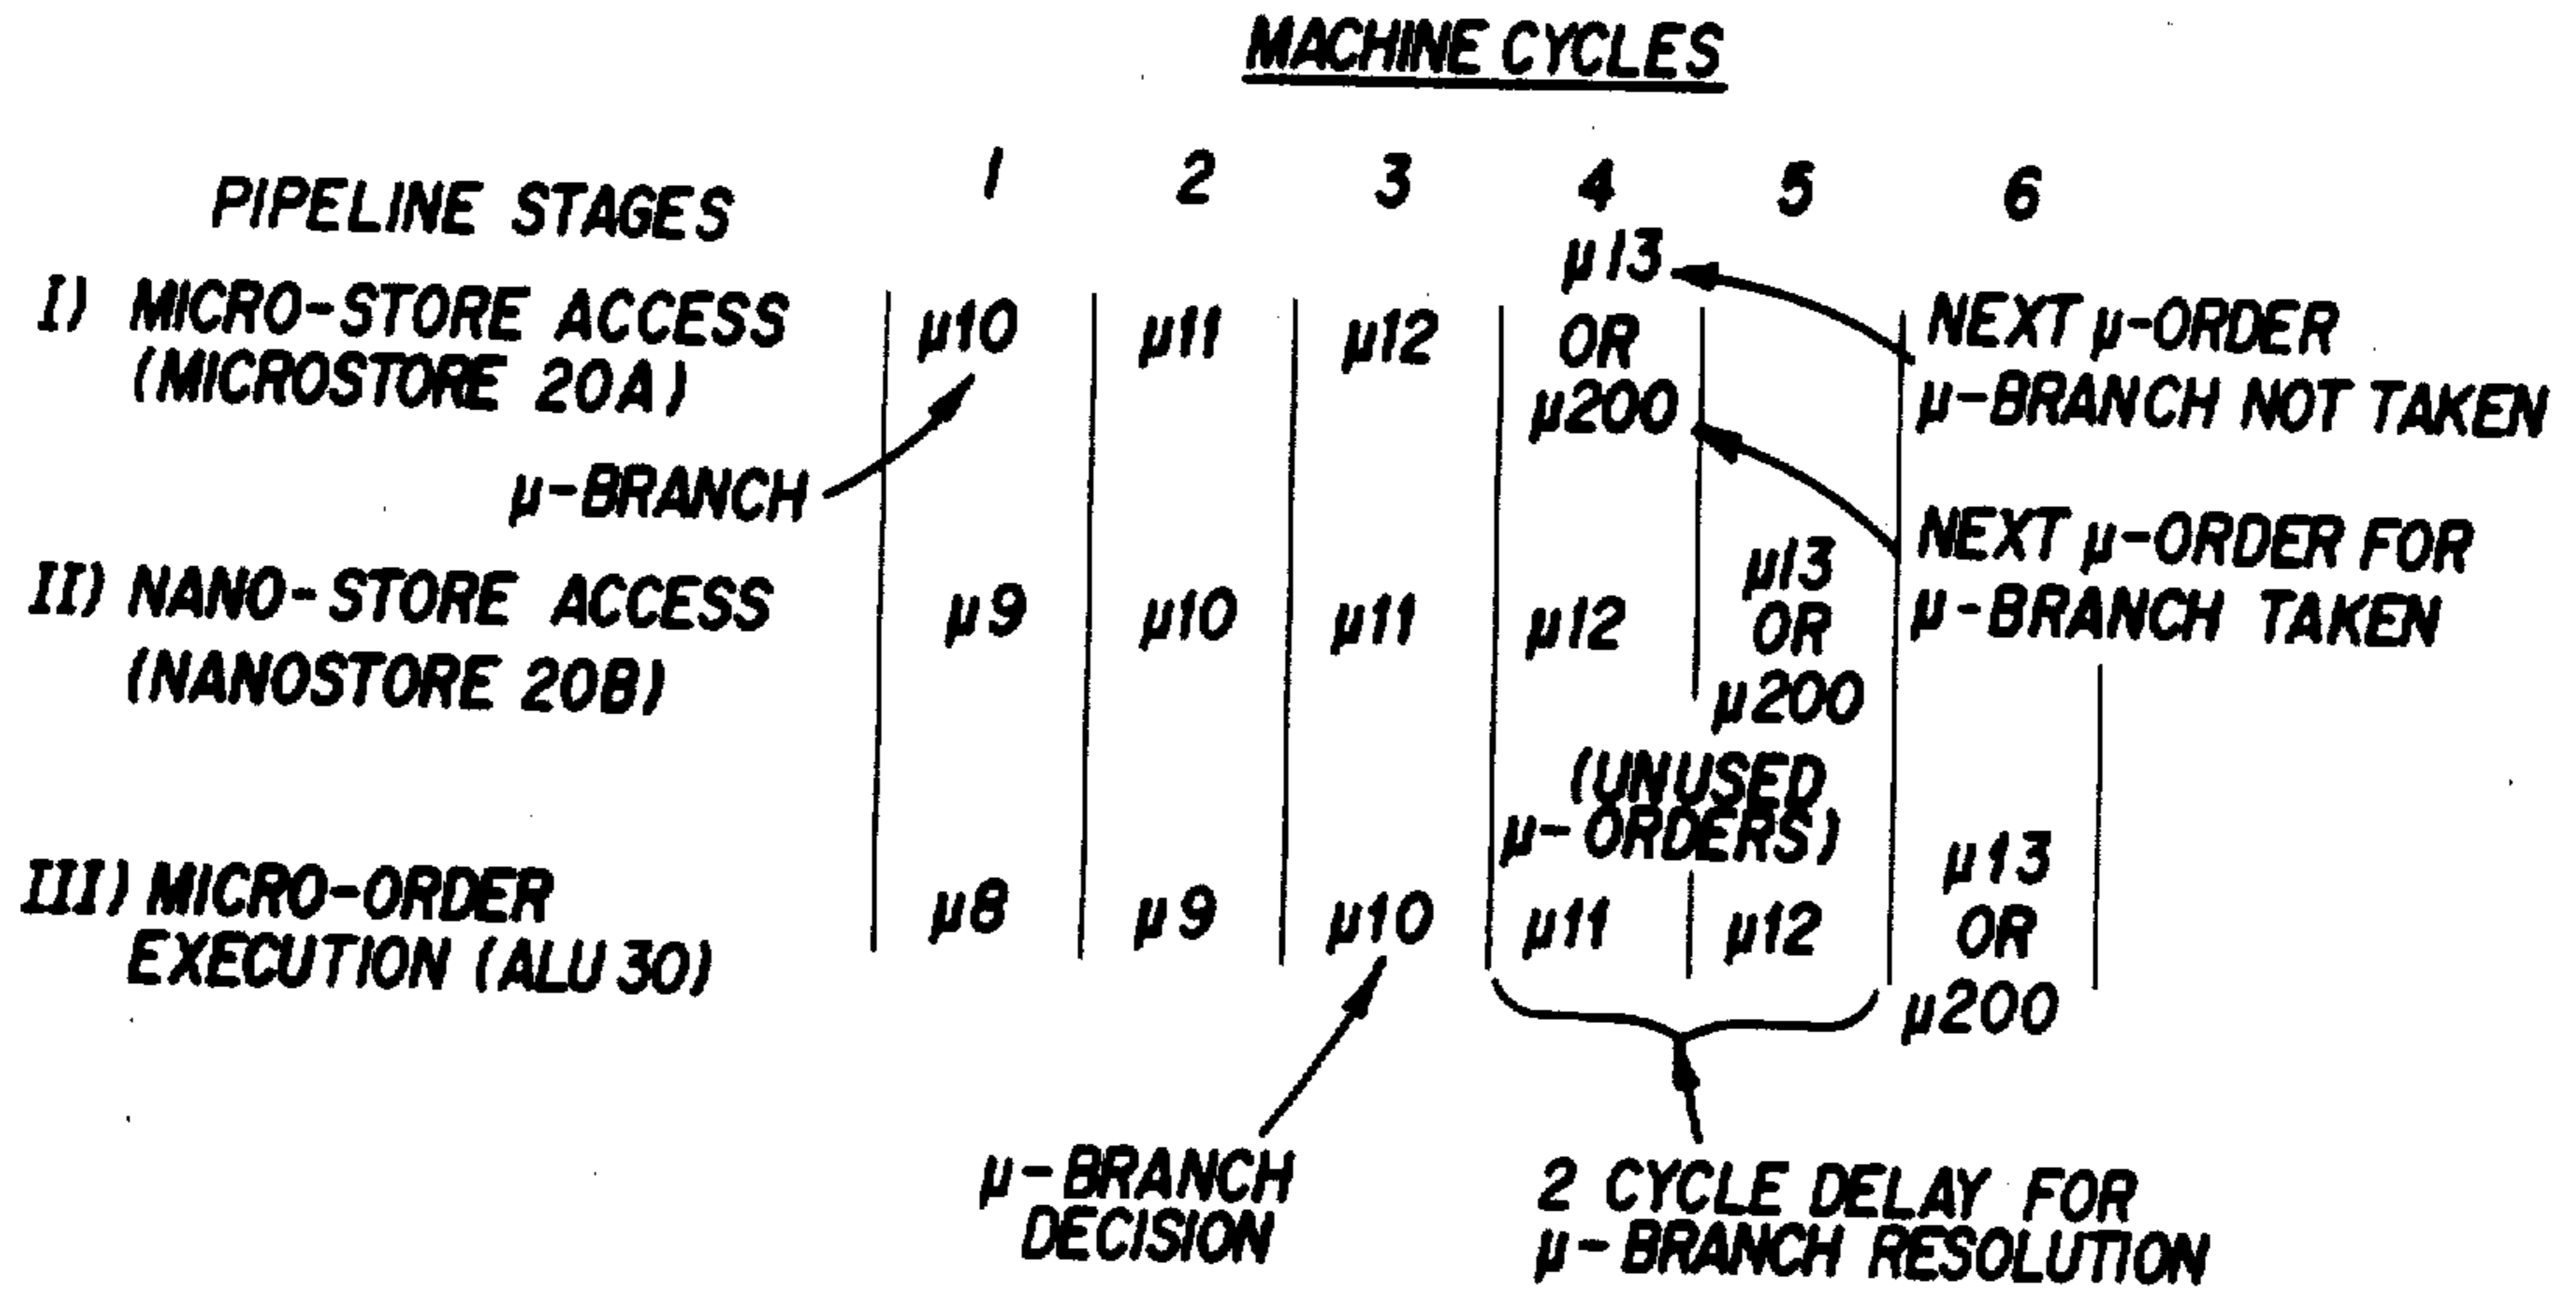 MACHINE CYCLES
PIPELINE STAGES 1 2 3 4 5 6
I) MICRO-STORE ACCESS
(MICROSTORE 20A)
μ10 μ11 μ12
μ13
OR
μ200
NEXT μ-ORDER
μ-BRANCH NOT TAKEN
μ-BRANCH
NEXT μ-ORDER FOR
μ-BRANCH TAKEN
II) NANO-STORE ACCESS
(NANOSTORE 20B)
μ9 μ10 μ11 μ12
μ13
OR
μ200
(UNUSED
μ-ORDERS)
III) MICRO-ORDER
EXECUTION (ALU 30)
μ8 μ9 μ10 μ11 μ12
μ13
OR
μ200
μ-BRANCH
DECISION
2 CYCLE DELAY FOR
μ-BRANCH RESOLUTION